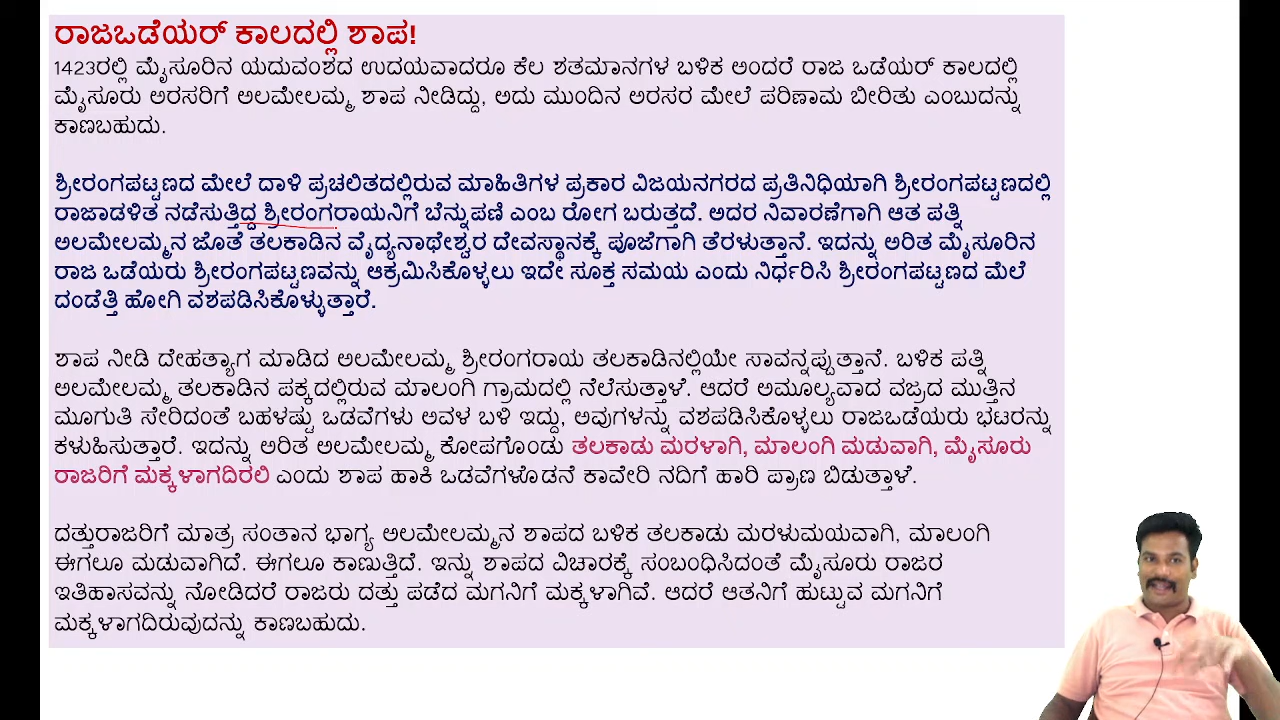 ರಾಜಒಡೆಯರ್ ಕಾಲದಲ್ಲಿ ಶಾಪ!
1423ರಲ್ಲಿ ಮೈಸೂರಿನ ಯದುವಂಶದ ಉದಯವಾದರೂ ಕೆಲ ಶತಮಾನಗಳ ಬಳಿಕ ಅಂದರೆ ರಾಜ ಒಡೆಯರ್ ಕಾಲದಲ್ಲಿ
ಮೈಸೂರು ಅರಸರಿಗೆ ಅಲಮೇಲಮ್ಮ ಶಾಪ ನೀಡಿದ್ದು, ಅದು ಮುಂದಿನ ಅರಸರ ಮೇಲೆ ಪರಿಣಾಮ ಬೀರಿತು ಎಂಬುದನ್ನು
ಕಾಣಬಹುದು.
ಶ್ರೀರಂಗಪಟ್ಟಣದ ಮೇಲೆ ದಾಳಿ ಪ್ರಚಲಿತದಲ್ಲಿರುವ ಮಾಹಿತಿಗಳ ಪ್ರಕಾರ ವಿಜಯನಗರದ ಪ್ರತಿನಿಧಿಯಾಗಿ ಶ್ರೀರಂಗಪಟ್ಟಣದಲ್ಲಿ
ರಾಜಾಡಳಿತ ನಡೆಸುತ್ತಿದ್ದ ಶ್ರೀರಂಗರಾಯನಿಗೆ ಬೆನ್ನುಪಣಿ ಎಂಬ ರೋಗ ಬರುತ್ತದೆ. ಅದರ ನಿವಾರಣೆಗಾಗಿ ಆತ ಪತ್ನಿ
ಅಲಮೇಲಮ್ಮನ ಜೊತೆ ತಲಕಾಡಿನ ವೈದ್ಯನಾಥೇಶ್ವರ ದೇವಸ್ಥಾನಕ್ಕೆ ಪೂಜೆಗಾಗಿ ತೆರಳುತ್ತಾನೆ. ಇದನ್ನು ಅರಿತ ಮೈಸೂರಿನ
ರಾಜ ಒಡೆಯರು ಶ್ರೀರಂಗಪಟ್ಟಣವನ್ನು ಆಕ್ರಮಿಸಿಕೊಳ್ಳಲು ಇದೇ ಸೂಕ್ತ ಸಮಯ ಎಂದು ನಿರ್ಧರಿಸಿ ಶ್ರೀರಂಗಪಟ್ಟಣದ ಮೆಲೆ
ದಂಡೆತ್ತಿ ಹೋಗಿ ವಶಪಡಿಸಿಕೊಳ್ಳುತ್ತಾರೆ.
ಶಾಪ ನೀಡಿ ದೇಹತ್ಯಾಗ ಮಾಡಿದ ಅಲಮೇಲಮ್ಮ ಶ್ರೀರಂಗರಾಯ ತಲಕಾಡಿನಲ್ಲಿಯೇ ಸಾವನ್ನಪ್ಪುತ್ತಾನೆ. ಬಳಿಕ ಪತ್ನಿ
ಅಲಮೇಲಮ್ಮ ತಲಕಾಡಿನ ಪಕ್ಕದಲ್ಲಿರುವ ಮಾಲಂಗಿ ಗ್ರಾಮದಲ್ಲಿ ನೆಲೆಸುತ್ತಾಳೆ. ಆದರೆ ಅಮೂಲ್ಯವಾದ ವಜ್ರದ ಮುತ್ತಿನ
ಮೂಗುತಿ ಸೇರಿದಂತೆ ಬಹಳಷ್ಟು ಒಡವೆಗಳು ಅವಳ ಬಳಿ ಇದ್ದು, ಅವುಗಳನ್ನು ವಶಪಡಿಸಿಕೊಳ್ಳಲು ರಾಜಒಡೆಯರು ಭಟರನ್ನು
ಕಳುಹಿಸುತ್ತಾರೆ. ಇದನ್ನು ಅರಿತ ಅಲಮೇಲಮ್ಮ ಕೋಪಗೊಂಡು ತಲಕಾಡು ಮರಳಾಗಿ, ಮಾಲಂಗಿ ಮಡುವಾಗಿ, ಮೈಸೂರು
ರಾಜರಿಗೆ ಮಕ್ಕಳಾಗದಿರಲಿ ಎಂದು ಶಾಪ ಹಾಕಿ ಒಡವೆಗಳೊಡನೆ ಕಾವೇರಿ ನದಿಗೆ ಹಾರಿ ಪ್ರಾಣ ಬಿಡುತ್ತಾಳೆ.
ದತ್ತುರಾಜರಿಗೆ ಮಾತ್ರ ಸಂತಾನ ಭಾಗ್ಯ ಅಲಮೇಲಮ್ಮನ ಶಾಪದ ಬಳಿಕ ತಲಕಾಡು ಮರಳುಮಯವಾಗಿ, ಮಾಲಂಗಿ
ಈಗಲೂ ಮಡುವಾಗಿದೆ. ಈಗಲೂ ಕಾಣುತ್ತಿದೆ. ಇನ್ನು ಶಾಪದ ವಿಚಾರಕ್ಕೆ ಸಂಬಂಧಿಸಿದಂತೆ ಮೈಸೂರು ರಾಜರ
ಇತಿಹಾಸವನ್ನು ನೋಡಿದರೆ ರಾಜರು ದತ್ತು ಪಡೆದ ಮಗನಿಗೆ ಮಕ್ಕಳಾಗಿವೆ. ಆದರೆ ಆತನಿಗೆ ಹುಟ್ಟುವ ಮಗನಿಗೆ
ಮಕ್ಕಳಾಗದಿರುವುದನ್ನು ಕಾಣಬಹುದು.